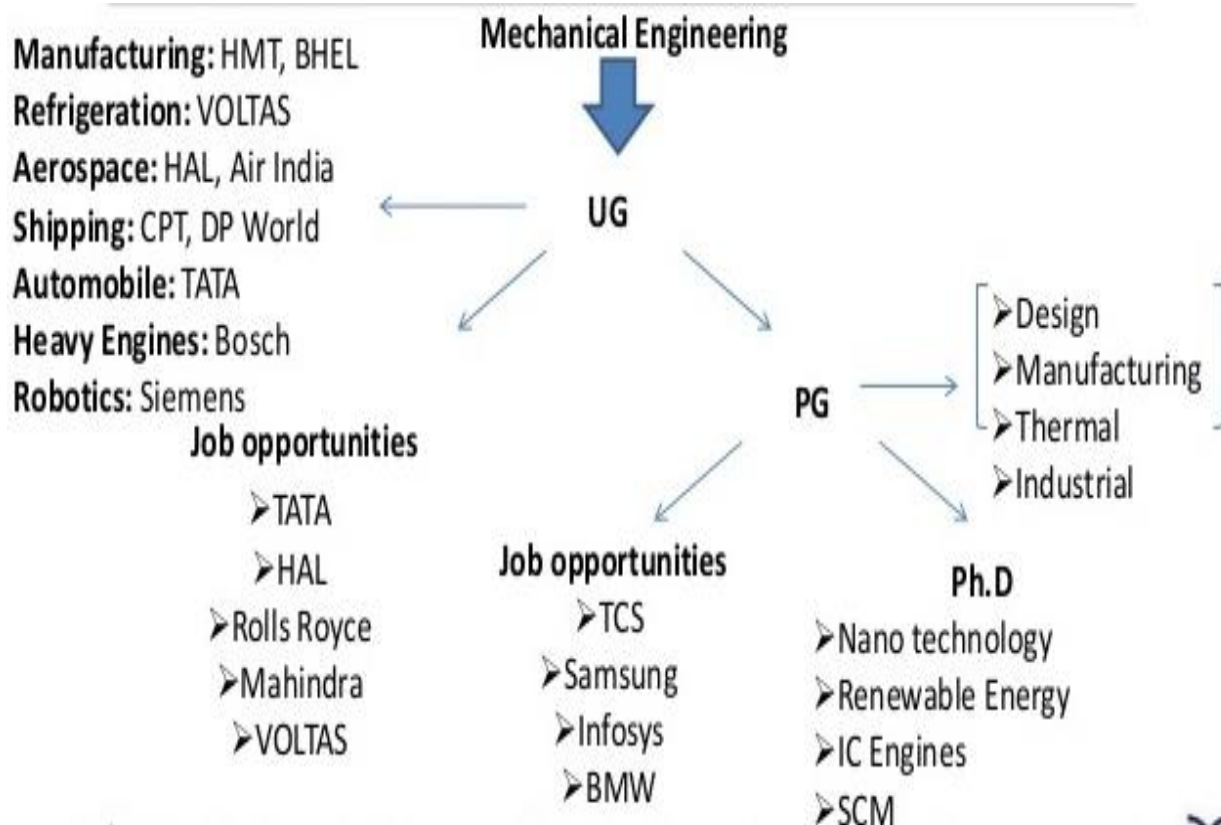 Mechanical Engineering
Manufacturing: HMT, BHEL
Refrigeration: VOLTAS
Aerospace: HAL, Air India
Shipping: CPT, DP World
Automobile: TATA
Heavy Engines: Bosch
Robotics: Siemens
UG
Job opportunities
➢TATA
➢HAL
➢Rolls Royce
➢Mahindra
➢VOLTAS
PG
➢Design
➢Manufacturing
➢Thermal
➢Industrial
Job opportunities
➢TCS
➢Samsung
➢Infosys
➢BMW
Ph.D
➢Nano technology
➢Renewable Energy
➢IC Engines
➢SCM